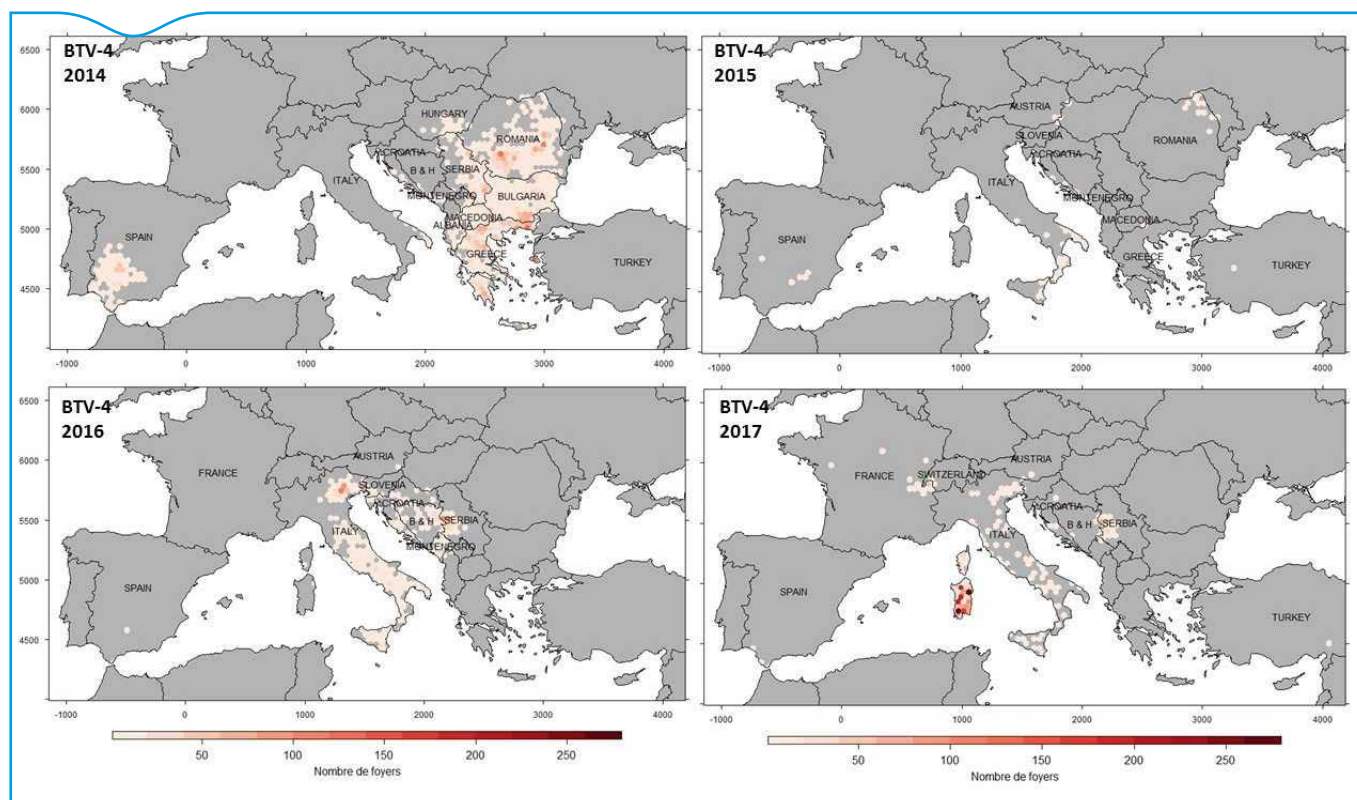 BTV-4
2014
6500
6000
5500
5000
4500
HUNGARY
ROMANIA
CROATIA
SERBIA
B & H
ITALY
MONTENEGRO
BULGARIA
MACEDONIA
ALBANIA
SPAIN
GREECE
TURKEY
-1000 0 1000 2000 3000 4000
BTV-4
2015
AUSTRIA
SLOVENIA
ROMANIA
CROATIA
ITALY
MONTENEGRO
MACEDONIA
SPAIN
GREECE
TURKEY
-1000 0 1000 2000 3000 4000
BTV-4
2016
6500
6000
5500
5000
4500
AUSTRIA
FRANCE
SLOVENIA
CROATIA
B & H
SERBIA
ITALY
MONTENEGRO
SPAIN
-1000 0 1000 2000 3000 4000
50 100 150 200 250
Nombre de foyers
BTV-4
2017
AUSTRIA
FRANCE
SWITZERLAND
CROATIA
B & H
SERBIA
ITALY
SPAIN
TURKEY
-1000 0 1000 2000 3000 4000
50 100 150 200 250
Nombre de foyers